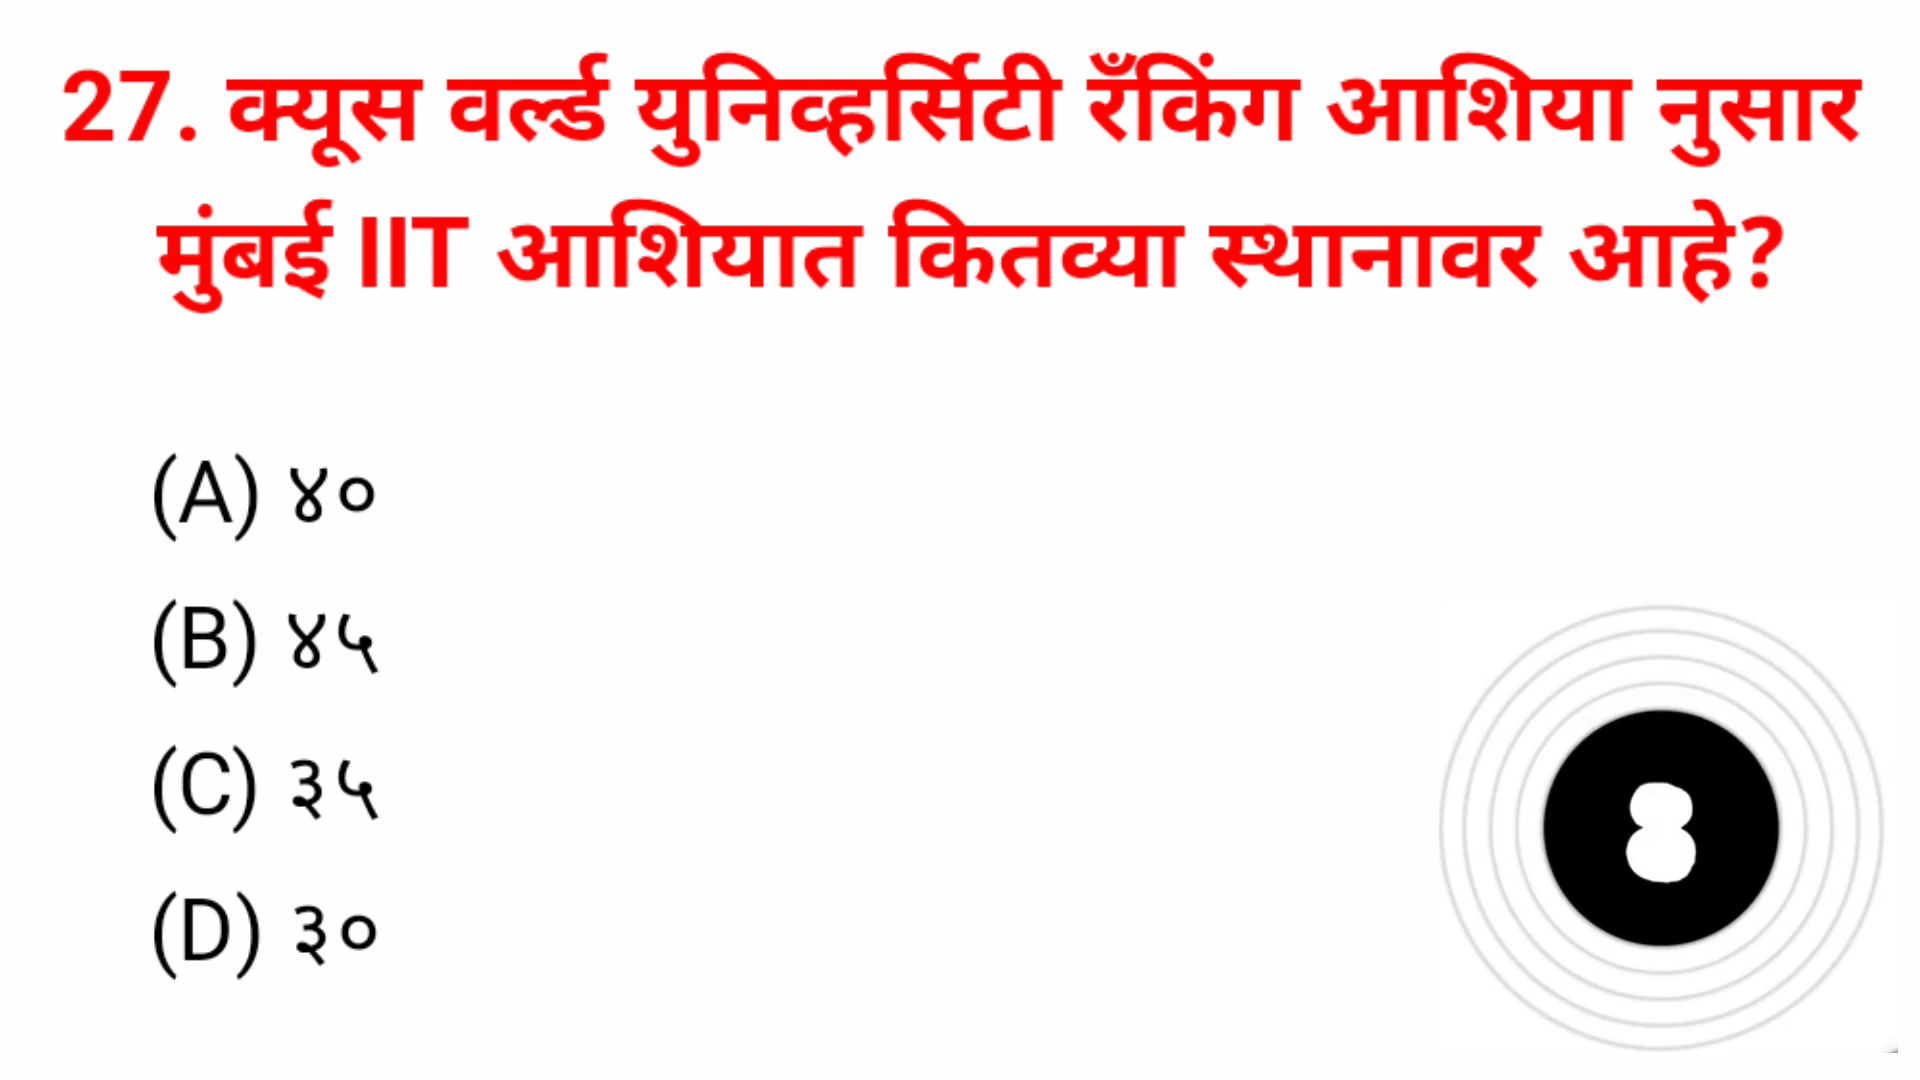 27. क्यूस वर्ल्ड युनिव्हर्सिटी रँकिंग आशिया नुसार
मुंबई IIT आशियात कितव्या स्थानावर आहे?
(A) ४०
(B) ४५
(C) ३५
(D) ३०
8